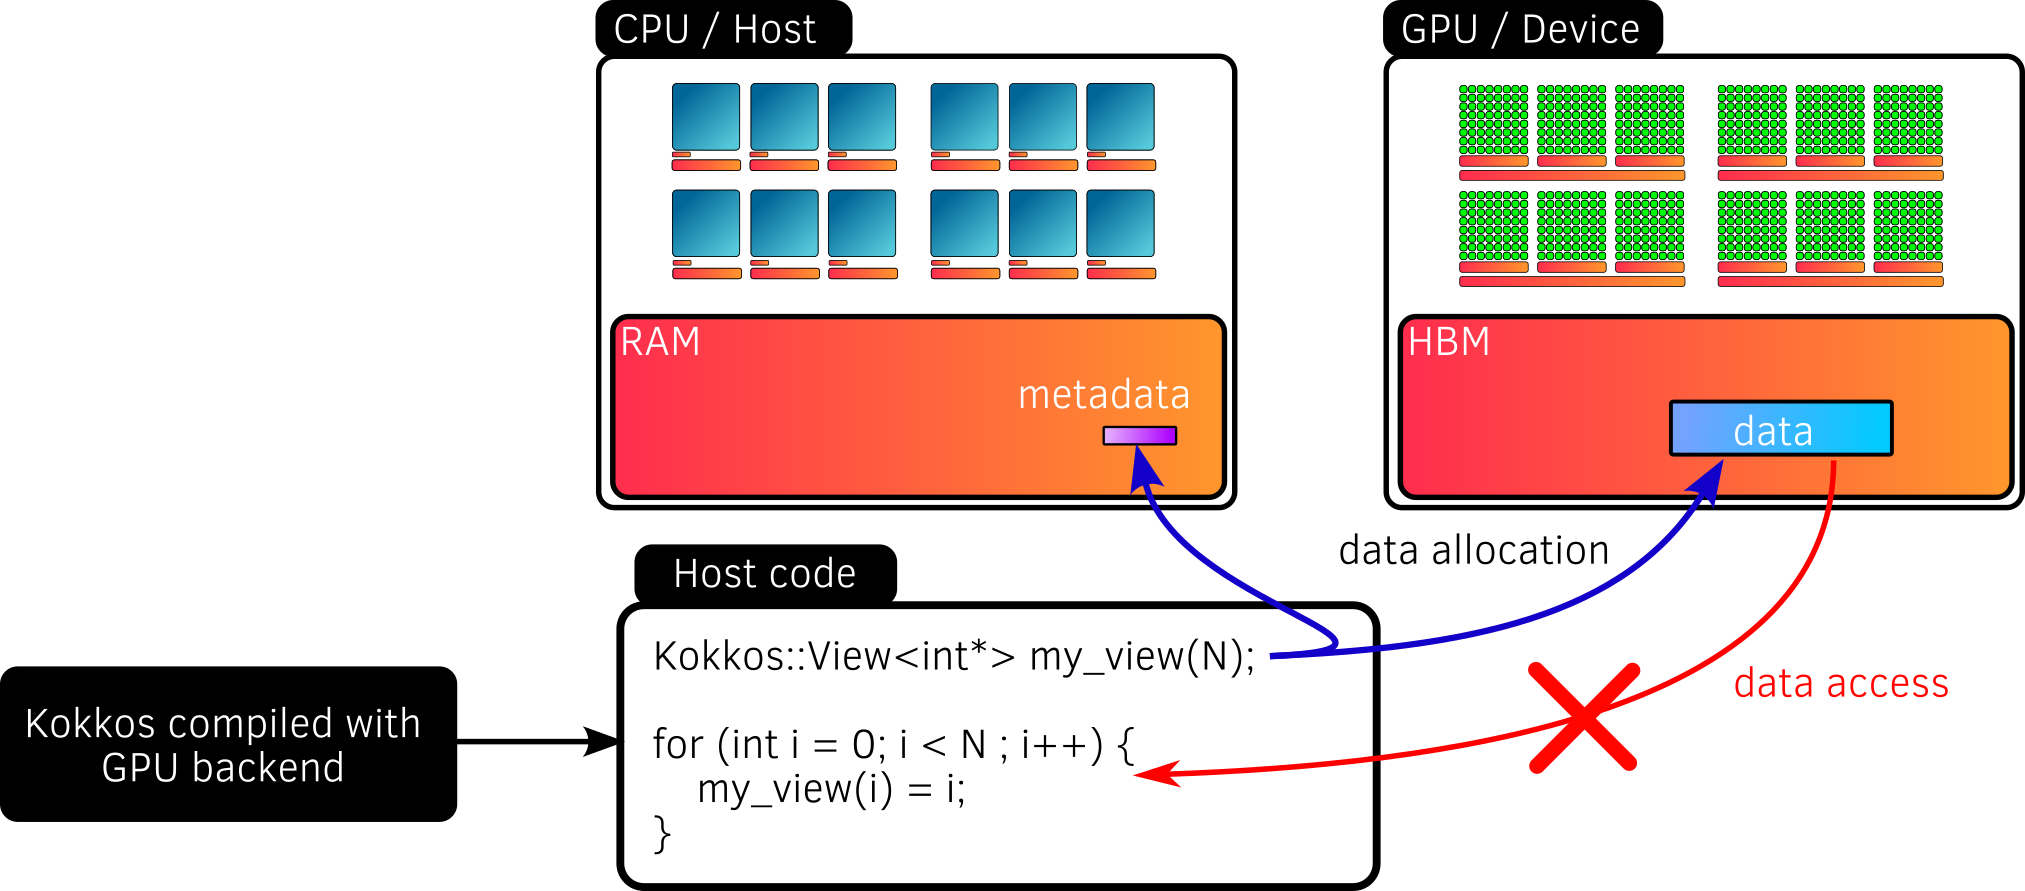 CPU / Host
GPU / Device
RAM
metadata
HBM
data
data allocation
Host code
Kokkos::View<int*> my_view(N);
data access
Kokkos compiled with
GPU backend
for (int i = 0; i < N ; i++) {
my_view(i) = i;
}